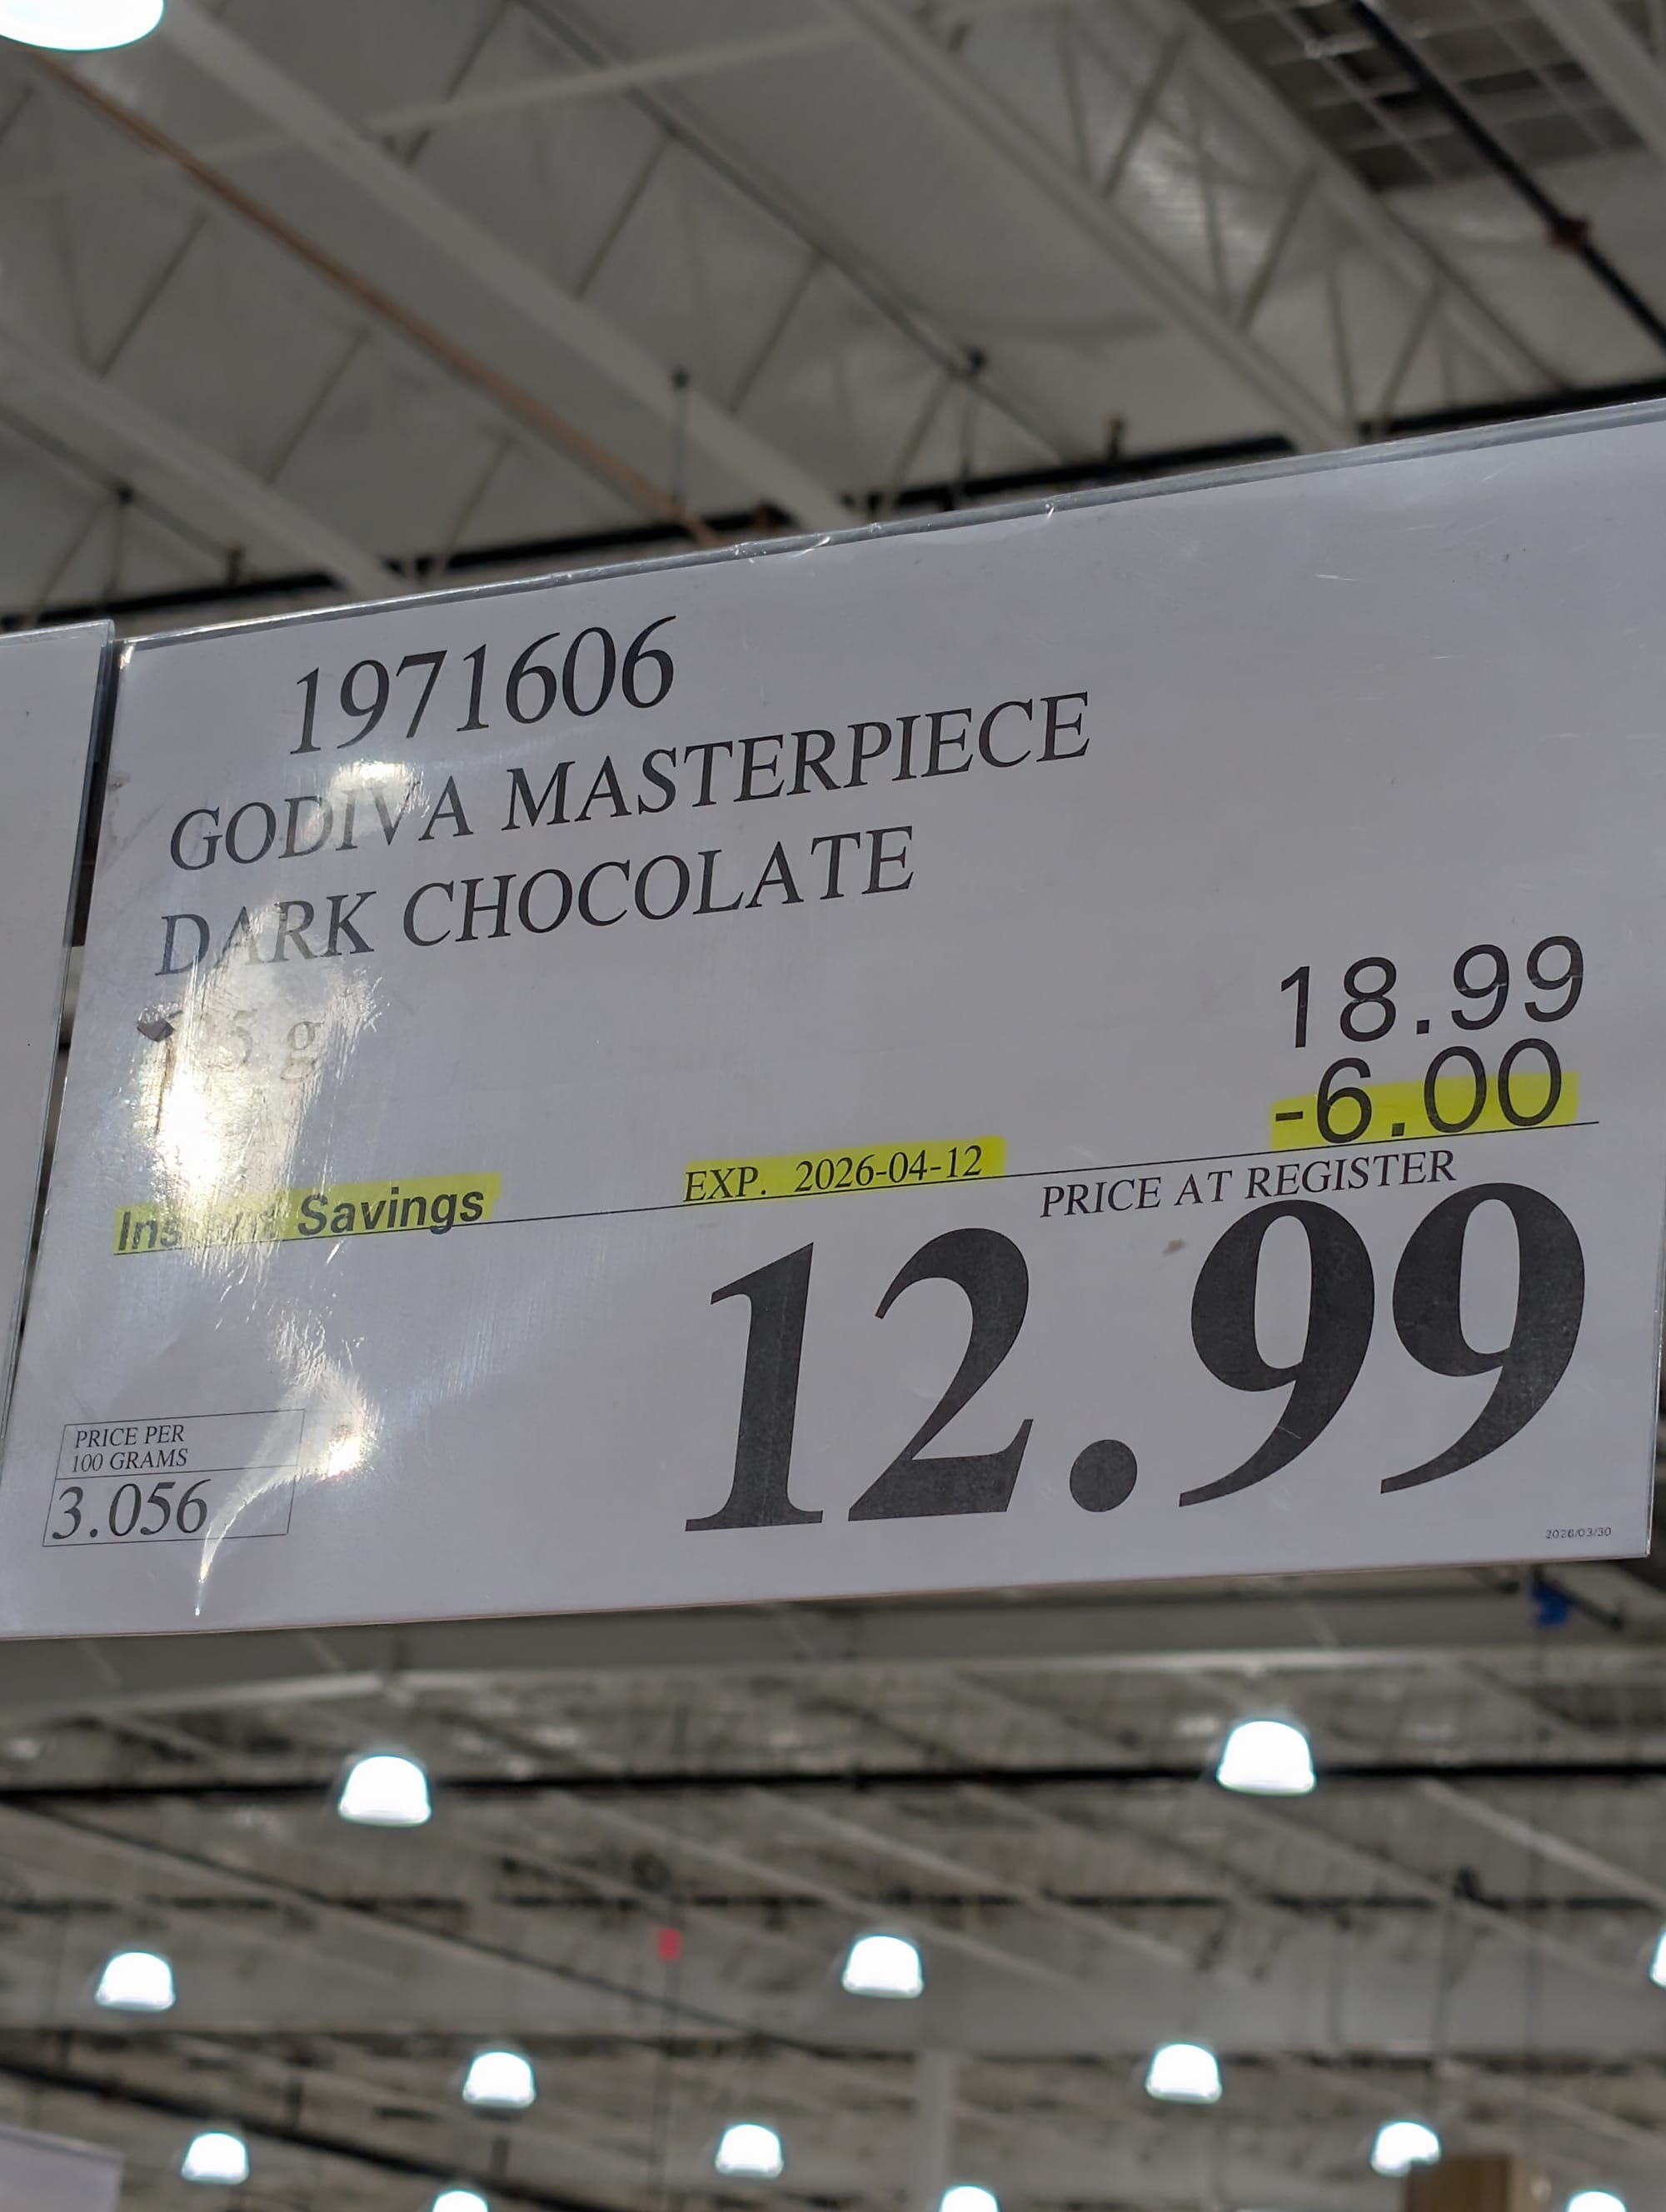 1971606
GODIVA MASTERPIECE
DARK CHOCOLATE
g
18.99
-6.00
Instant Savings
EXP. 2026-04-12
PRICE AT REGISTER
12.99
PRICE PER
100 GRAMS
3.056
2026/03/30